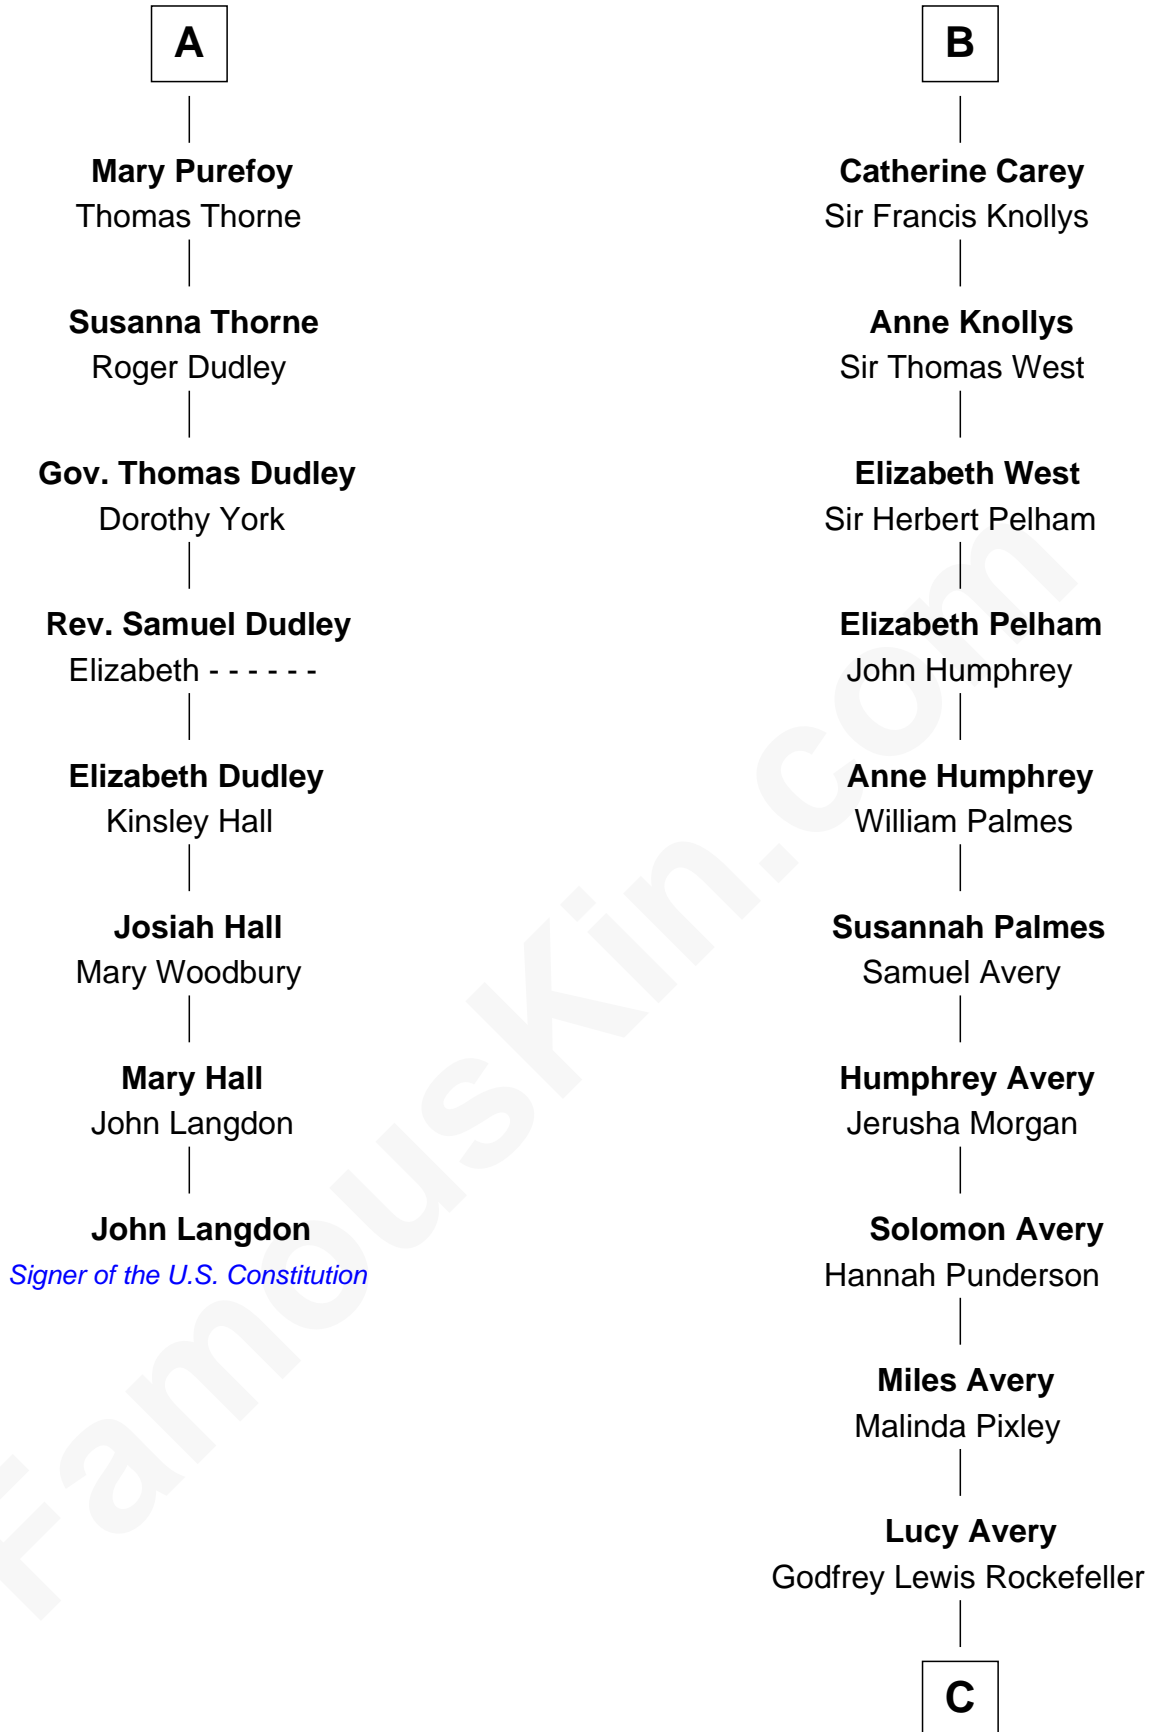 A
Mary Purefoy
Thomas Thorne
Susanna Thorne
Roger Dudley
Gov. Thomas Dudley
Dorothy York
Rev. Samuel Dudley
Elizabeth - - - - - -
Elizabeth Dudley
Kinsley Hall
Josiah Hall
Mary Woodbury
Mary Hall
John Langdon
John Langdon
Signer of the U.S. Constitution
B
Catherine Carey
Sir Francis Knollys
Anne Knollys
Sir Thomas West
Elizabeth West
Sir Herbert Pelham
Elizabeth Pelham
John Humphrey
Anne Humphrey
William Palmes
Susannah Palmes
Samuel Avery
Humphrey Avery
Jerusha Morgan
Solomon Avery
Hannah Punderson
Miles Avery
Malinda Pixley
Lucy Avery
Godfrey Lewis Rockefeller
C
FamousKin.com